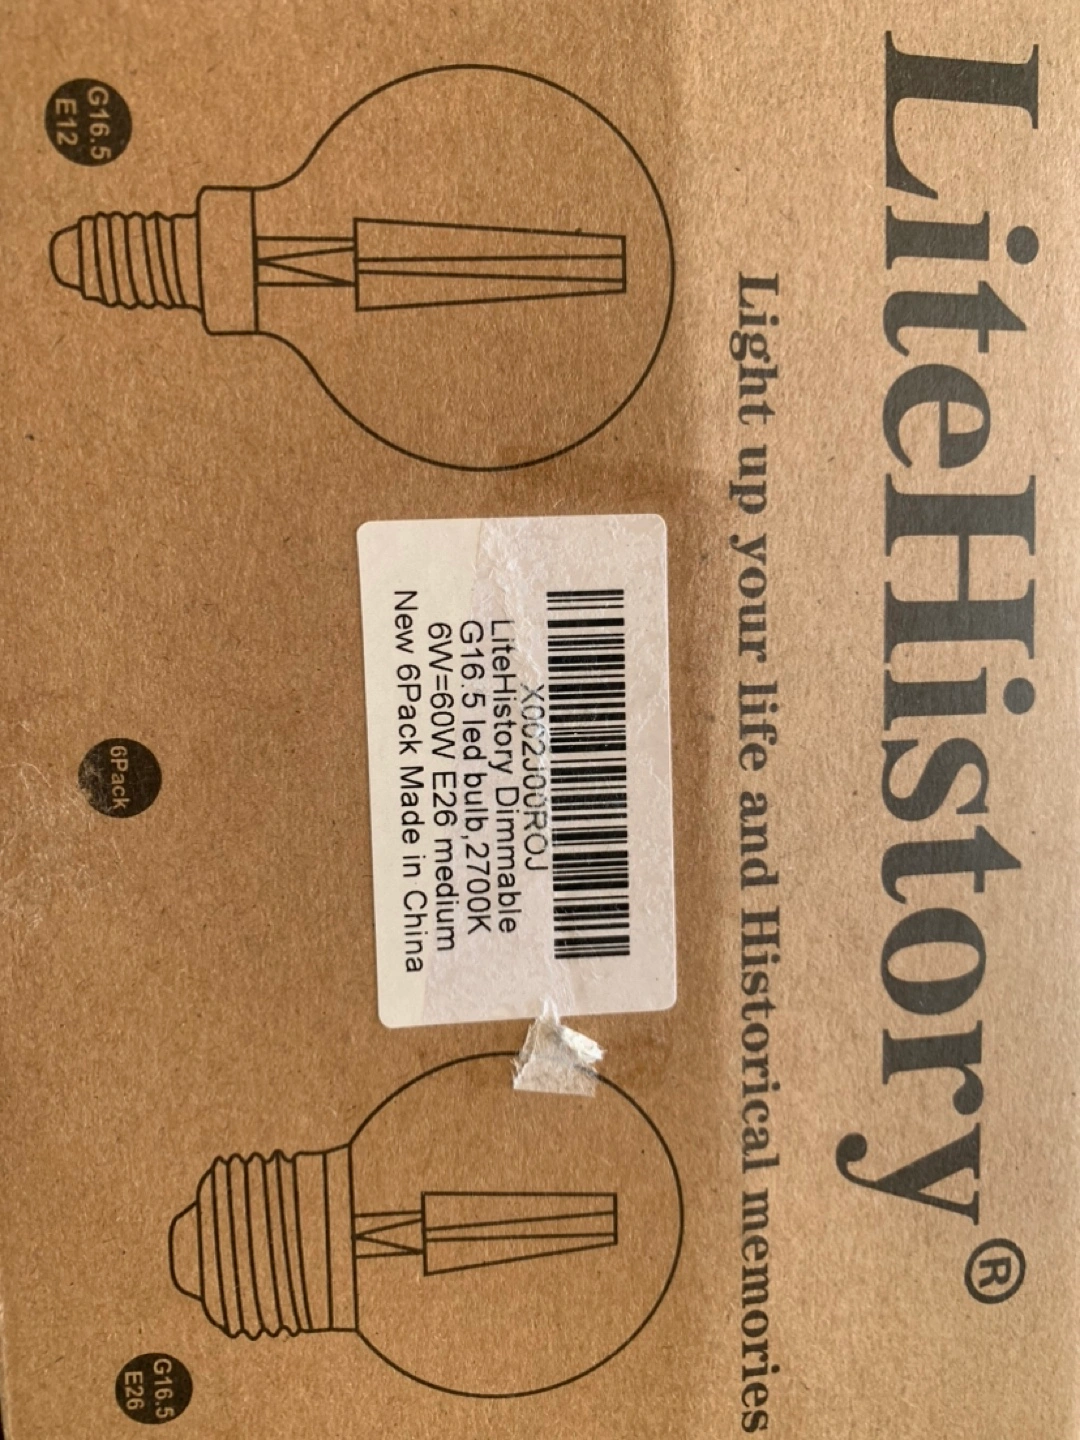 LiteHistory®
Light up your life and Historical memories
X002J00ROJ
LiteHistory Dimmable
G16.5 led bulb,2700K
6W=60W E26 medium
New 6Pack Made in China
G16.5
E12
6Pack
G16.5
E26